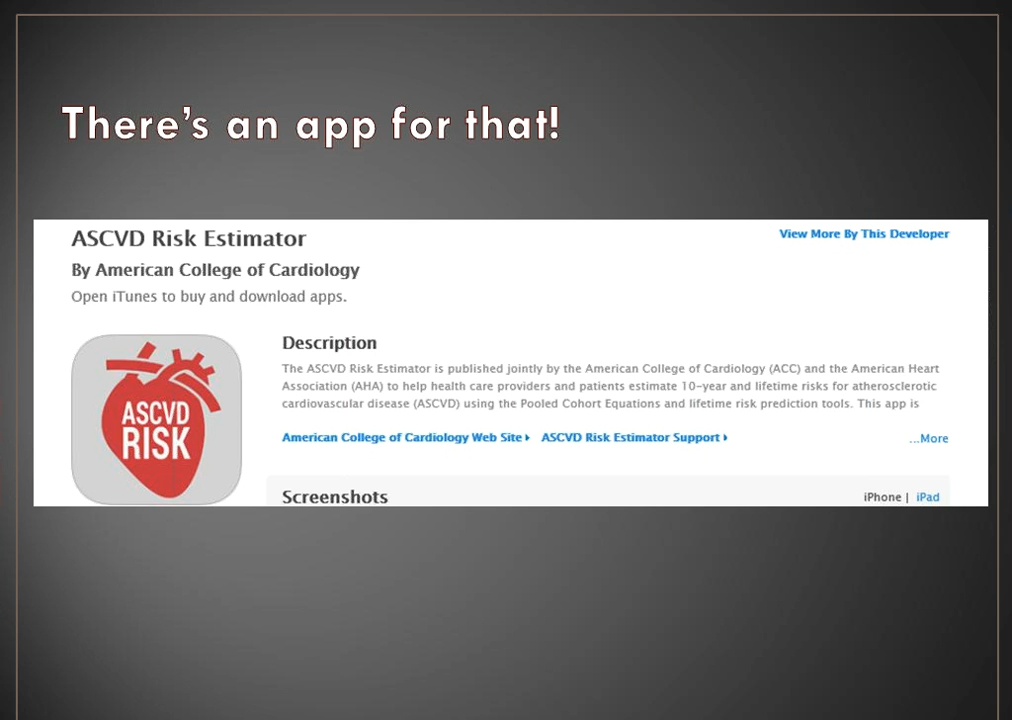 There's an app for that!
ASCVD Risk Estimator
View More By This Developer
By American College of Cardiology
Open iTunes to buy and download apps.
ASCVD
RISK
Description
The ASCVD Risk Estimator is published jointly by the American College of Cardiology (ACC) and the American Heart
Association (AHA) to help health care providers and patients estimate 10-year and lifetime risks for atherosclerotic
cardiovascular disease (ASCVD) using the Pooled Cohort Equations and lifetime risk prediction tools. This app is
American College of Cardiology Web Site ASCVD Risk Estimator Support ...More
Screenshots iPhone | iPad